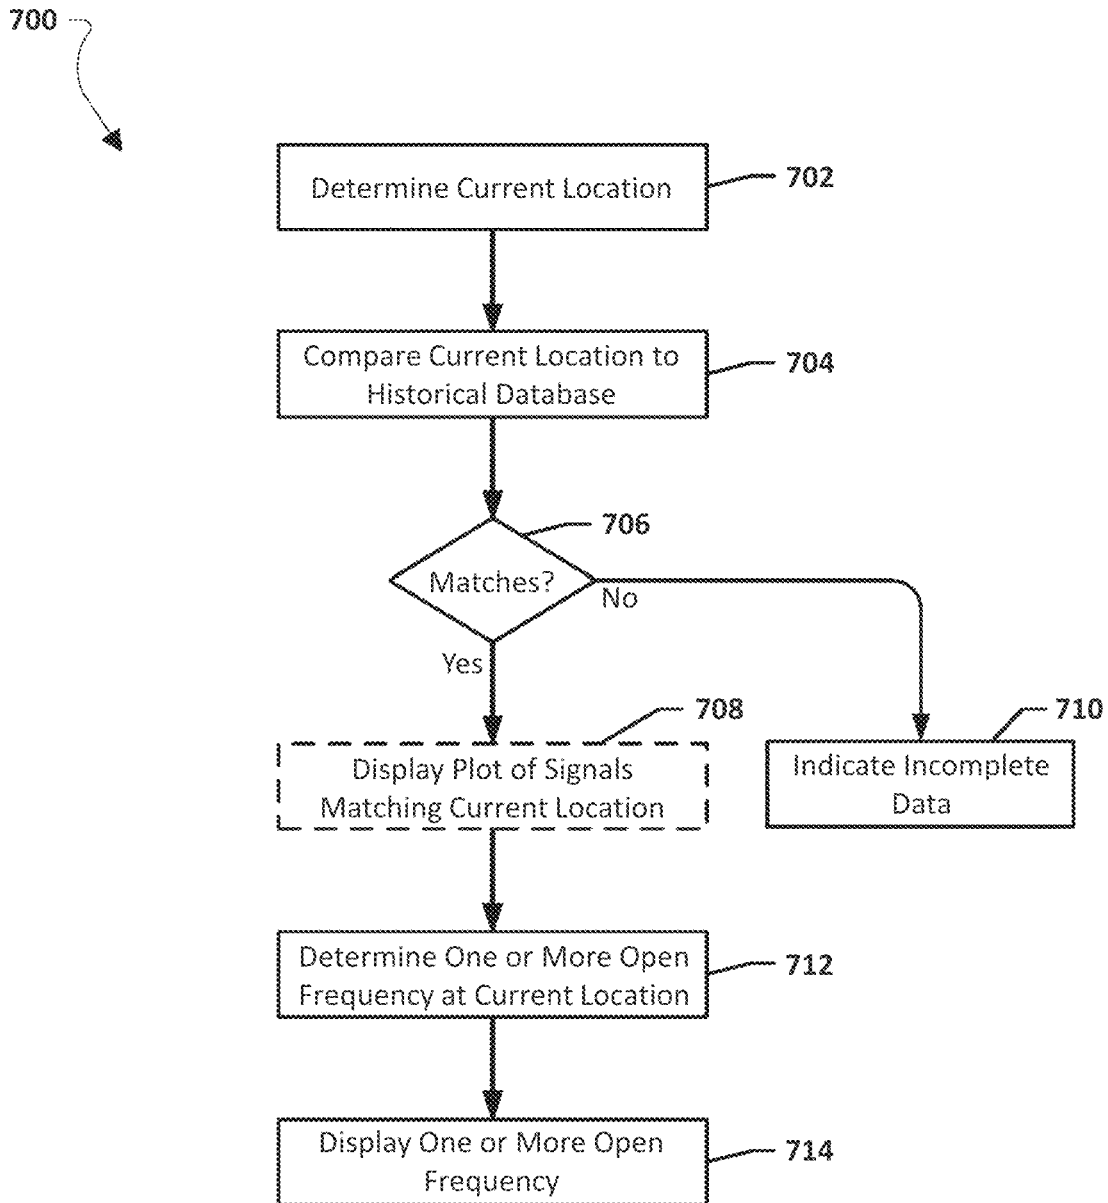 700
Determine Current Location
702
Compare Current Location to
Historical Database
704
706
Matches?
No
Yes
708
Display Plot of Signals
Matching Current Location
710
Indicate Incomplete
Data
Determine One or More Open
Frequency at Current Location
712
Display One or More Open
Frequency
714